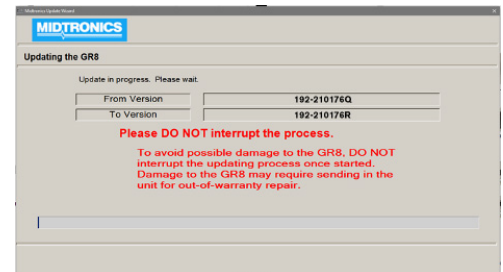 Midtronics Update Wizard
MIDTRONICS
Updating the GR8
Update in progress. Please wait.
From Version 192-210176Q
To Version 192-210176R
Please DO NOT interrupt the process.
To avoid possible damage to the GR8, DO NOT
interrupt the updating process once started.
Damage to the GR8 may require sending in the
unit for out-of-warranty repair.